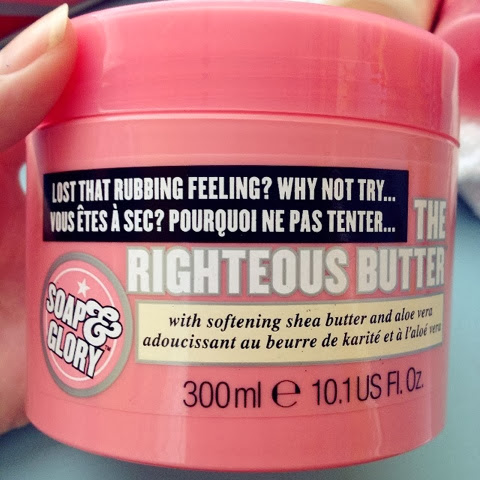 LOST THAT RUBBING FEELING? WHY NOT TRY...
VOUS ÊTES À SEC? POURQUOI NE PAS TENTER...
THE
RIGHTEOUS BUTTER
SOAP &
GLORY™
with softening shea butter and aloe vera
adoucissant au beurre de karité et à l'aloé vera
300ml e 10.1 US Fl. Oz.